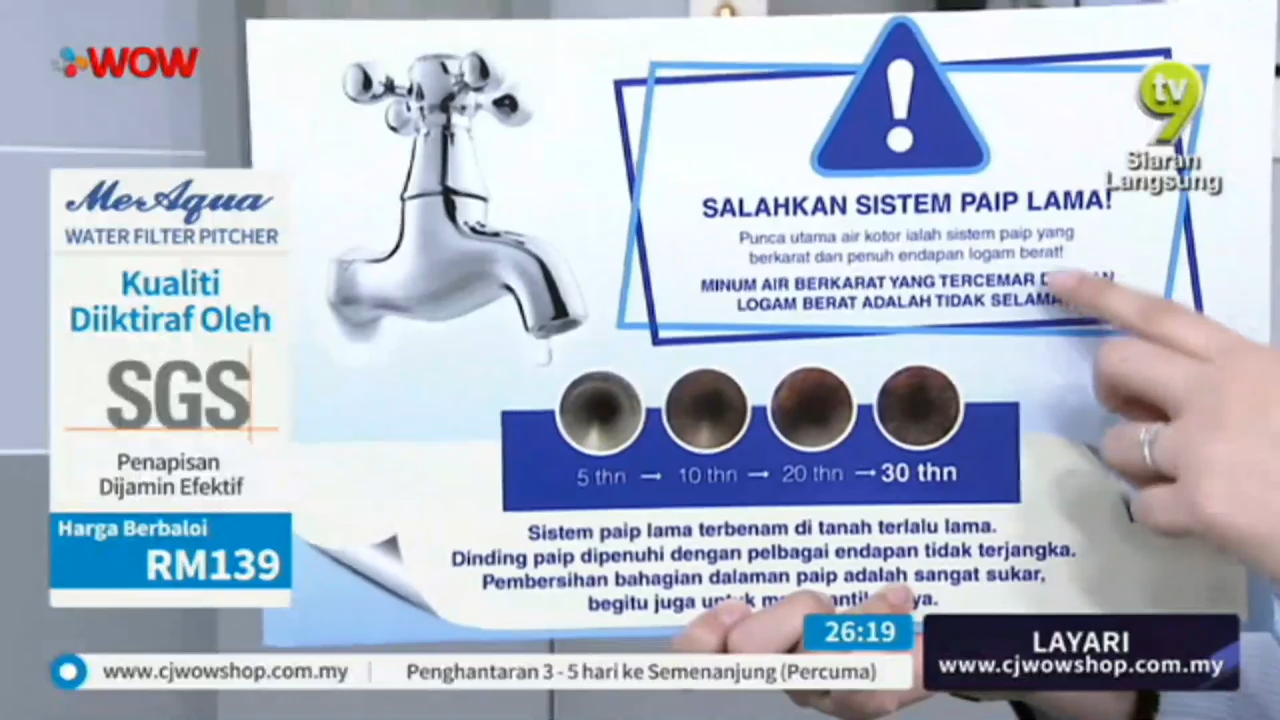 WOW
tv
9
Siaran
Langsung
MeAqua
WATER FILTER PITCHER
Kualiti
Diiktiraf Oleh
SGS
Penapisan
Dijamin Efektif
Harga Berbaloi
RM139
SALAHKAN SISTEM PAIP LAMA!
Punca utama air kotor ialah sistem paip yang
berkarat dan penuh endapan logam berat!
MINUM AIR BERKARAT YANG TERCEMAR
LOGAM BERAT ADALAH TIDAK
5 thn → 10 thn → 20 thn → 30 thn
Sistem paip lama terbenam di tanah terlalu lama.
Dinding paip dipenuhi dengan pelbagai endapan tidak terjangka.
Pembersihan bahagian dalaman paip adalah sangat sukar,
begitu juga
26:19
LAYARI
www.cjwowshop.com.my
www.cjwowshop.com.my | Penghantaran 3 - 5 hari ke Semenanjung (Percuma)